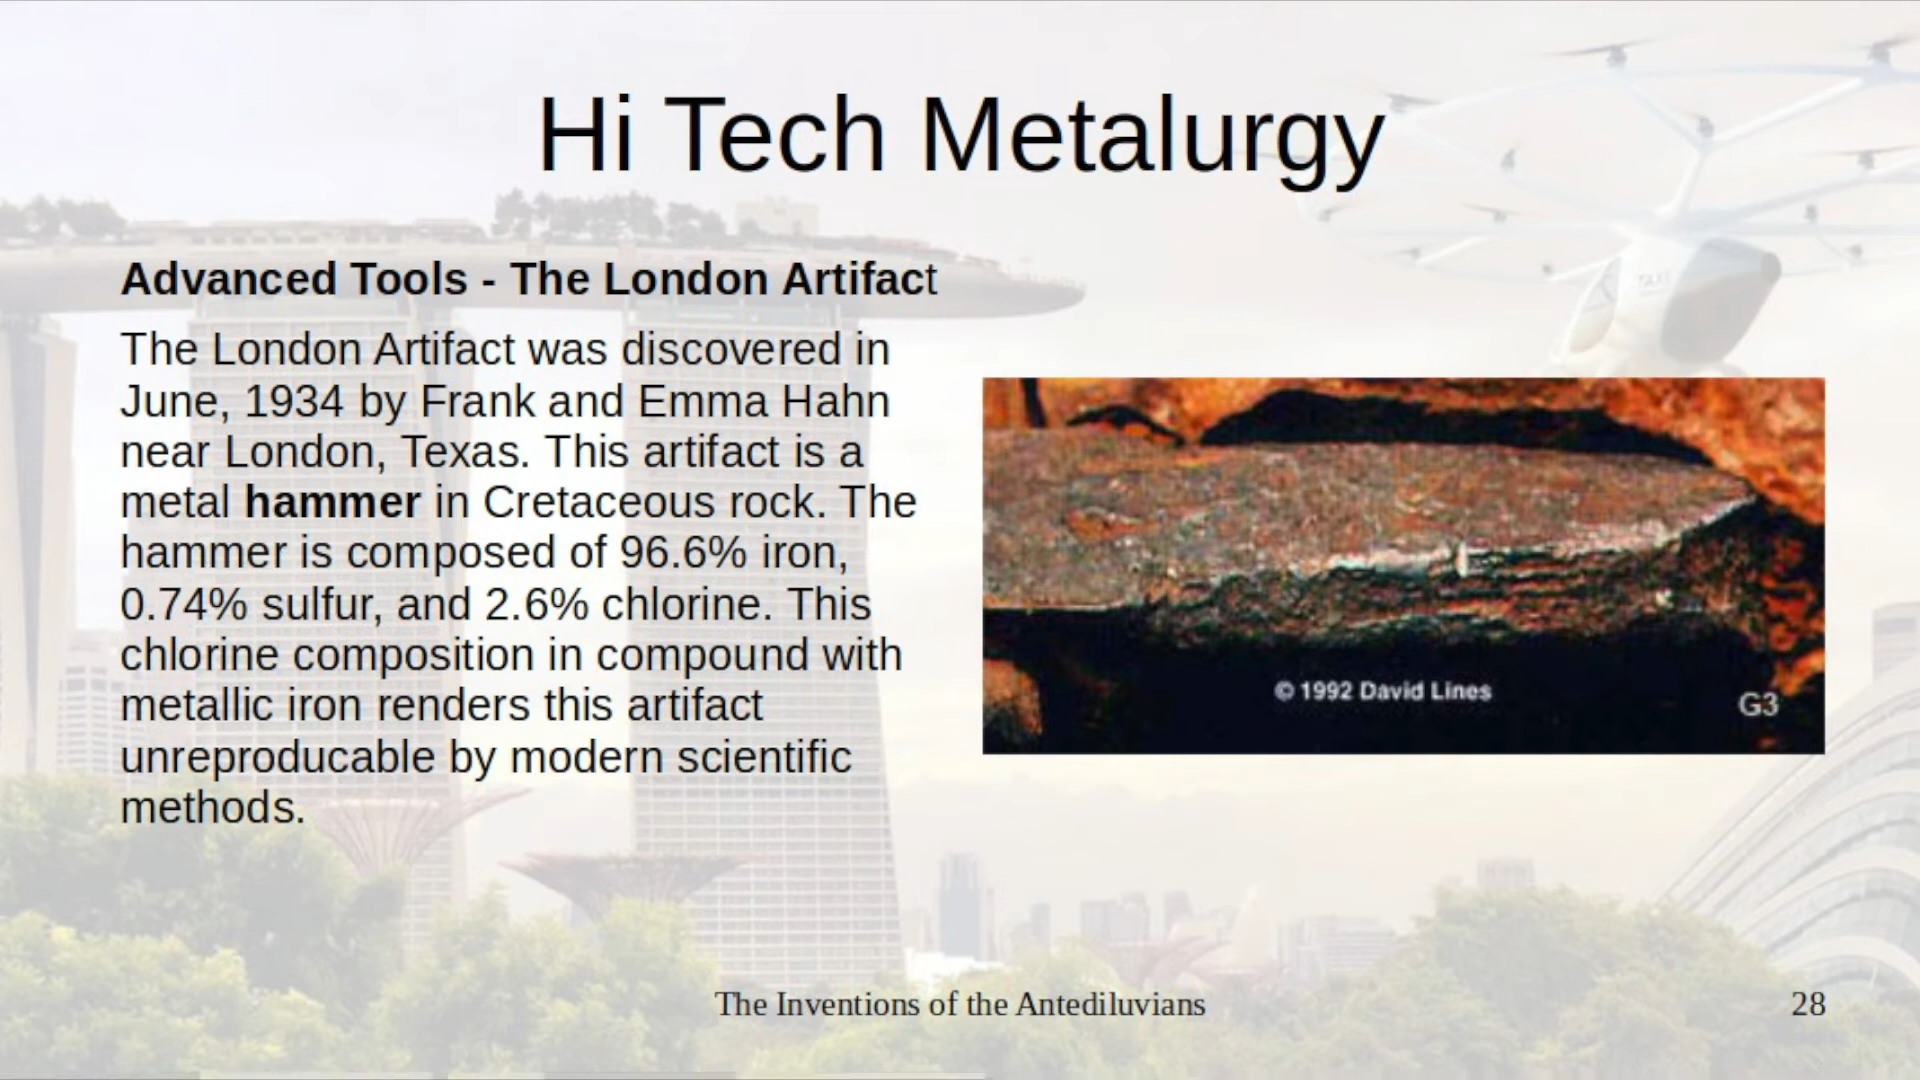 Hi Tech Metalurgy
Advanced Tools - The London Artifact
The London Artifact was discovered in
June, 1934 by Frank and Emma Hahn
near London, Texas. This artifact is a
metal hammer in Cretaceous rock. The
hammer is composed of 96.6% iron,
0.74% sulfur, and 2.6% chlorine. This
chlorine composition in compound with
metallic iron renders this artifact
unreproducable by modern scientific
methods.
TAXI
© 1992 David Lines
G3
The Inventions of the Antediluvians
28